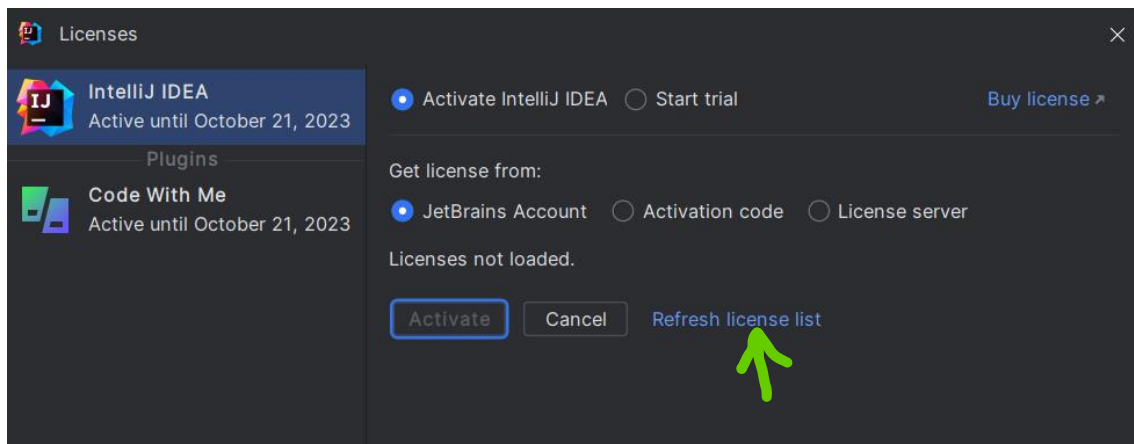 Licenses
IJ
IntelliJ IDEA
Active until October 21, 2023
Plugins
Code With Me
Active until October 21, 2023
Activate IntelliJ IDEA Start trial Buy license
Get license from:
JetBrains Account Activation code License server
Licenses not loaded.
Activate Cancel Refresh license list